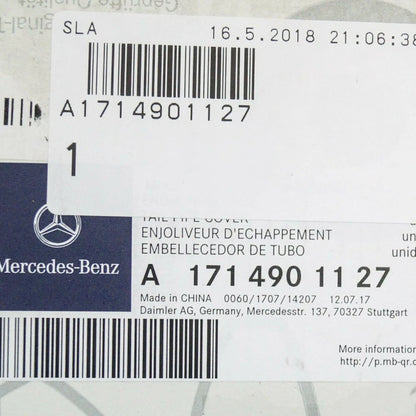 Geprüfte Qualität
SLA 16.5.2018 21:06:38
A1714901127
1
TAIL PIPE COVER
ENJOLIVEUR D'ECHAPPEMENT
EMBELLECEDOR DE TUBO
Mercedes-Benz
A 171 490 11 27
Made in CHINA 0060/1707/14207 12.07.17
Daimler AG, Germany, Mercedesstr. 137, 70327 Stuttgart
More information
http://p.mb-qr.c